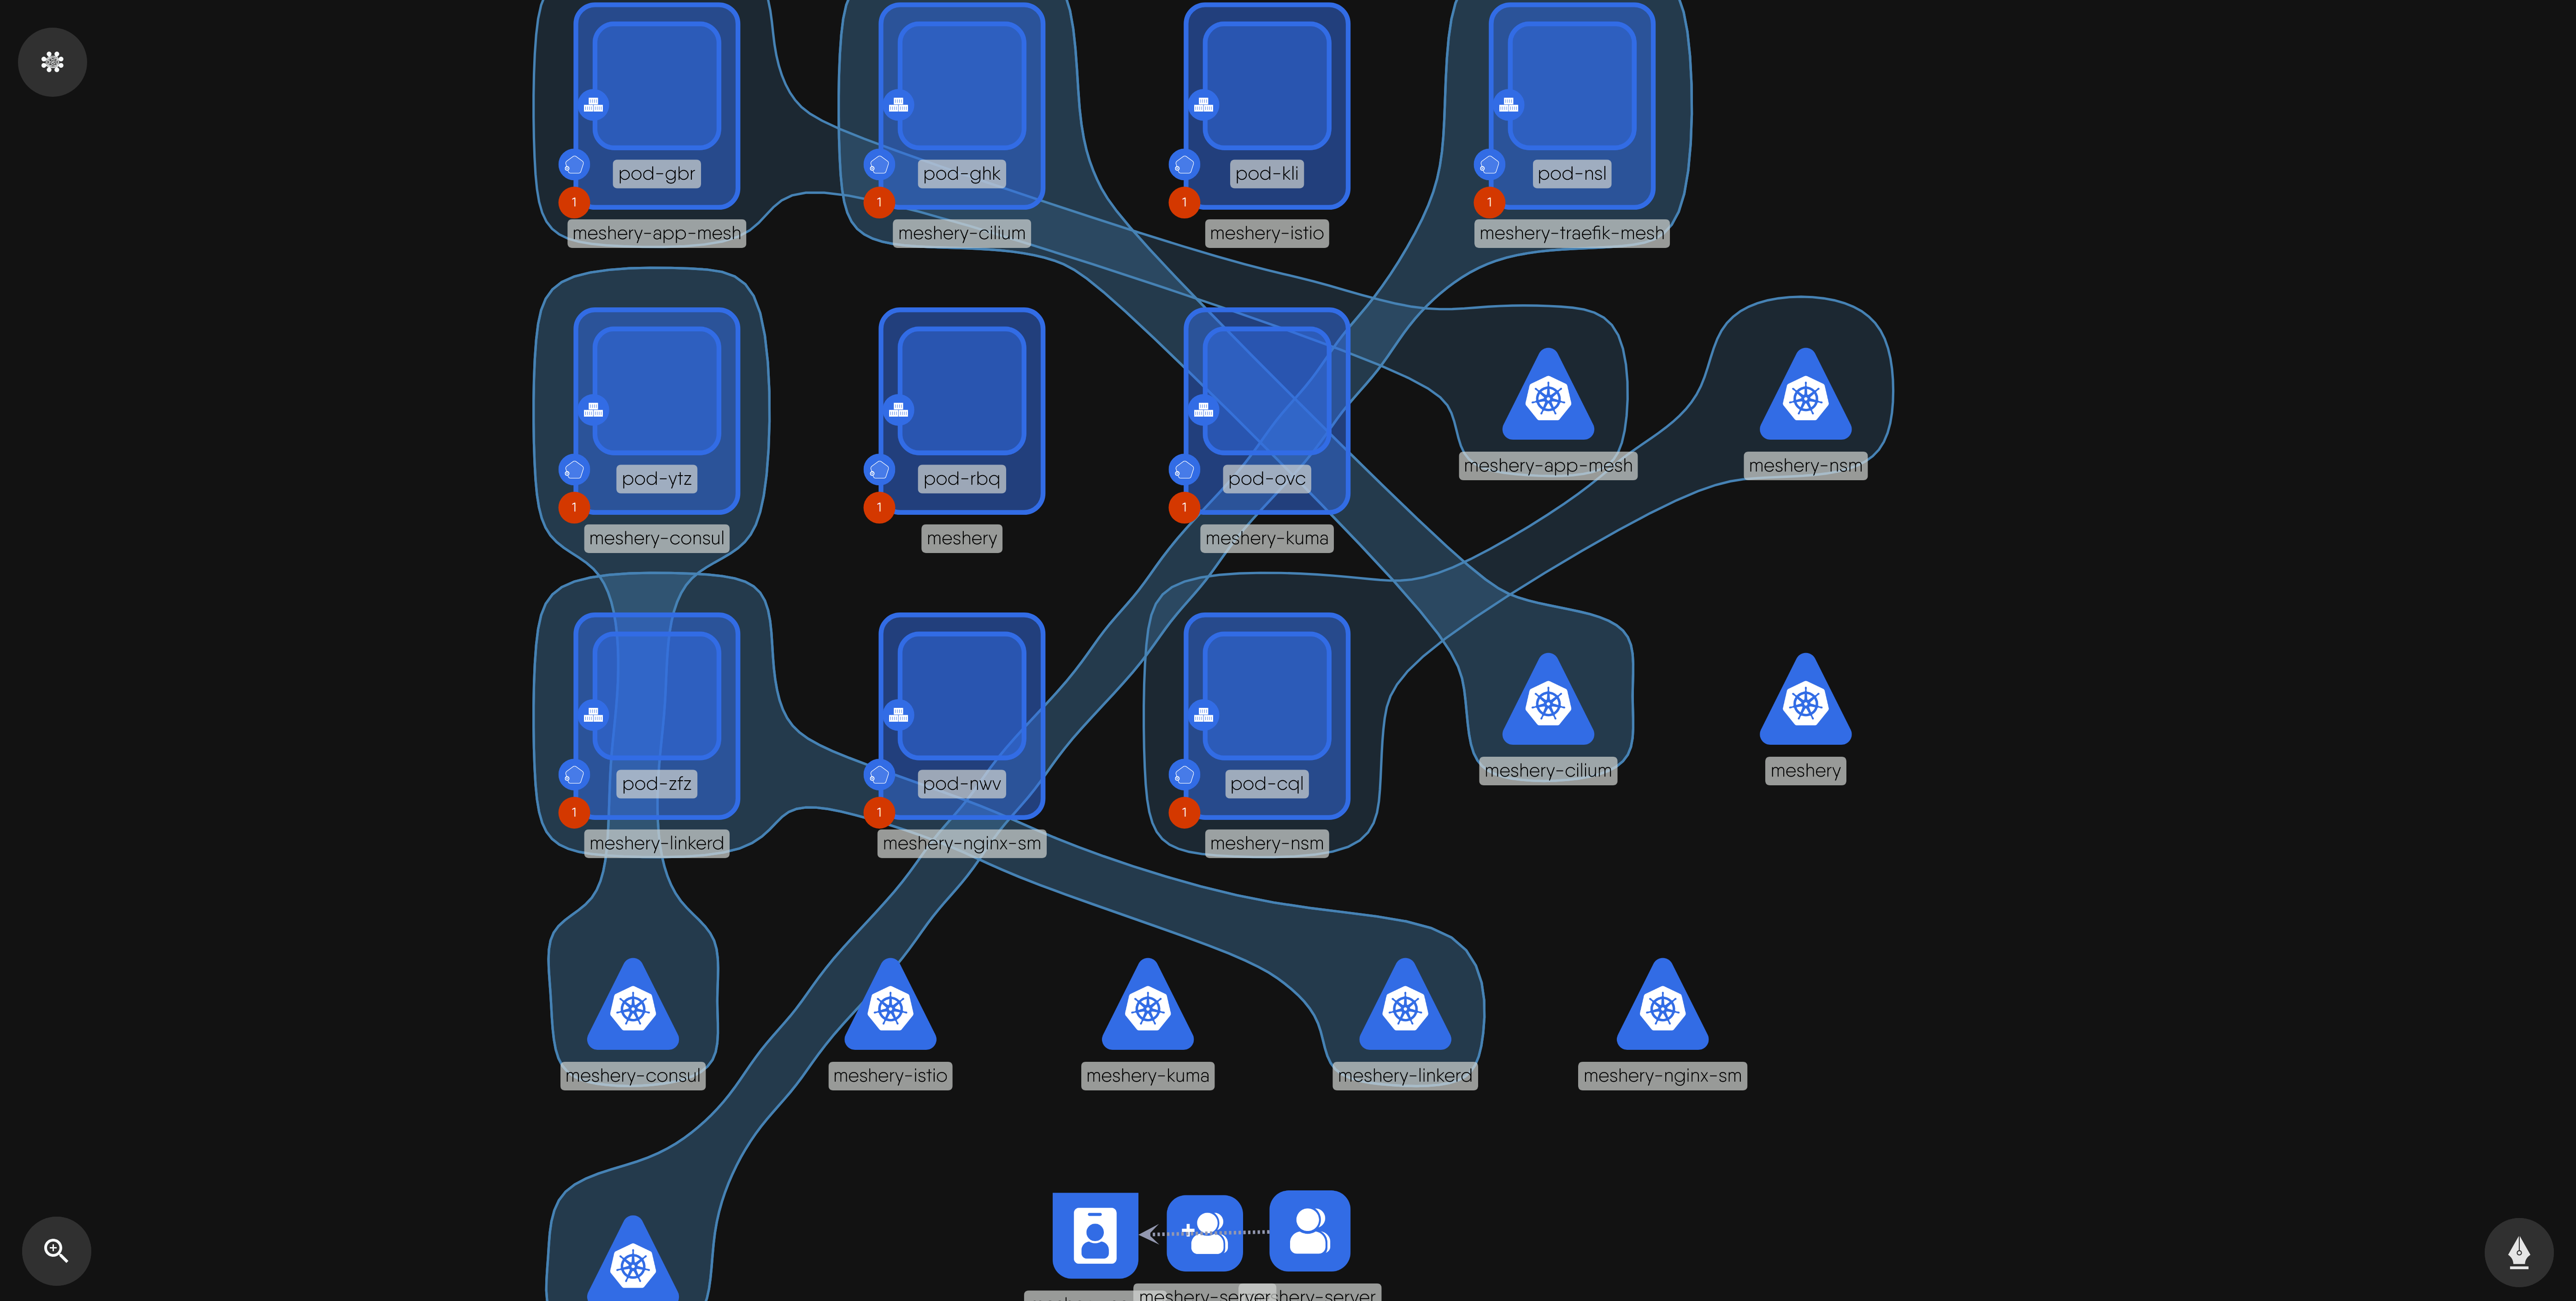 pod-gbr
pod-ghk
pod-kli
pod-nsl
1
1
1
1
meshery-app-mesh
meshery-cilium
meshery-istio
meshery-traefik-mesh
meshery-app-mesh
meshery-nsm
pod-ytz
pod-rbq
pod-ovc
1
1
1
meshery-consul
meshery
meshery-kuma
meshery-cilium
meshery
pod-zfz
pod-nwv
pod-cql
1
1
1
meshery-linkerd
meshery-nginx-sm
meshery-nsm
meshery-consul
meshery-istio
meshery-kuma
meshery-linkerd
meshery-nginx-sm
meshery-server